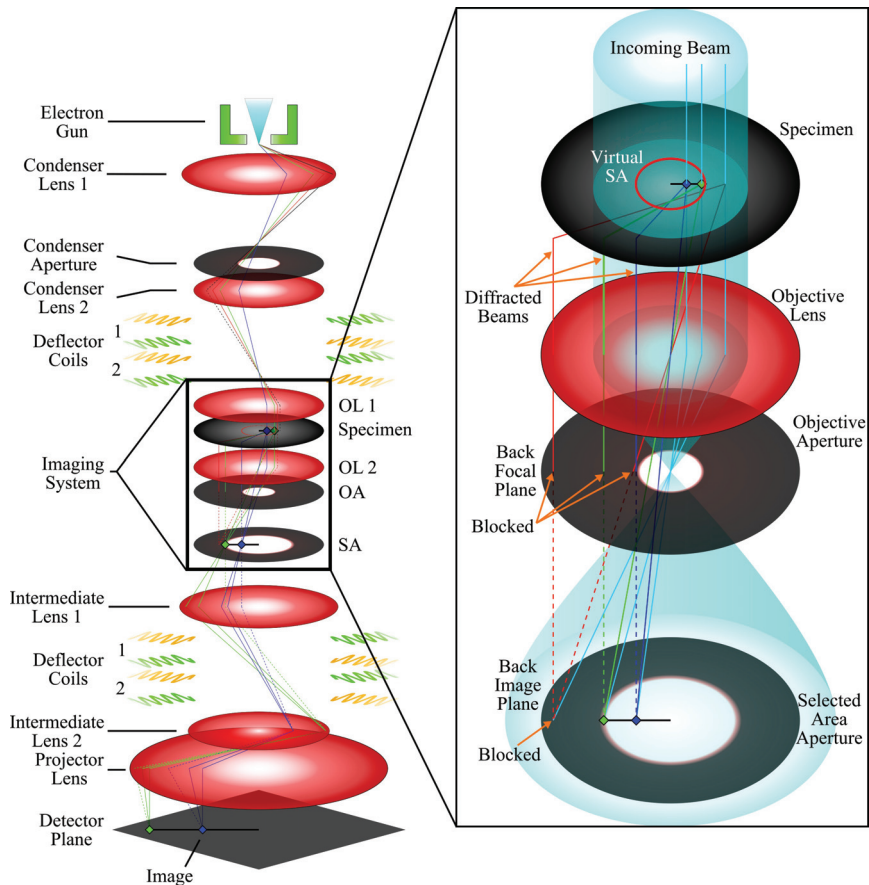 Electron
Gun
Condenser
Lens 1
Condenser
Aperture
Condenser
Lens 2
1
Deflector
Coils
2
OL 1
Specimen
Imaging
System
OL 2
OA
SA
Intermediate
Lens 1
1
Deflector
Coils
2
Intermediate
Lens 2
Projector
Lens
Detector
Plane
Image
Incoming Beam
Specimen
Virtual
SA
Diffracted
Beams
Objective
Lens
Objective
Aperture
Back
Focal
Plane
Blocked
Back
Image
Plane
Selected
Area
Aperture
Blocked